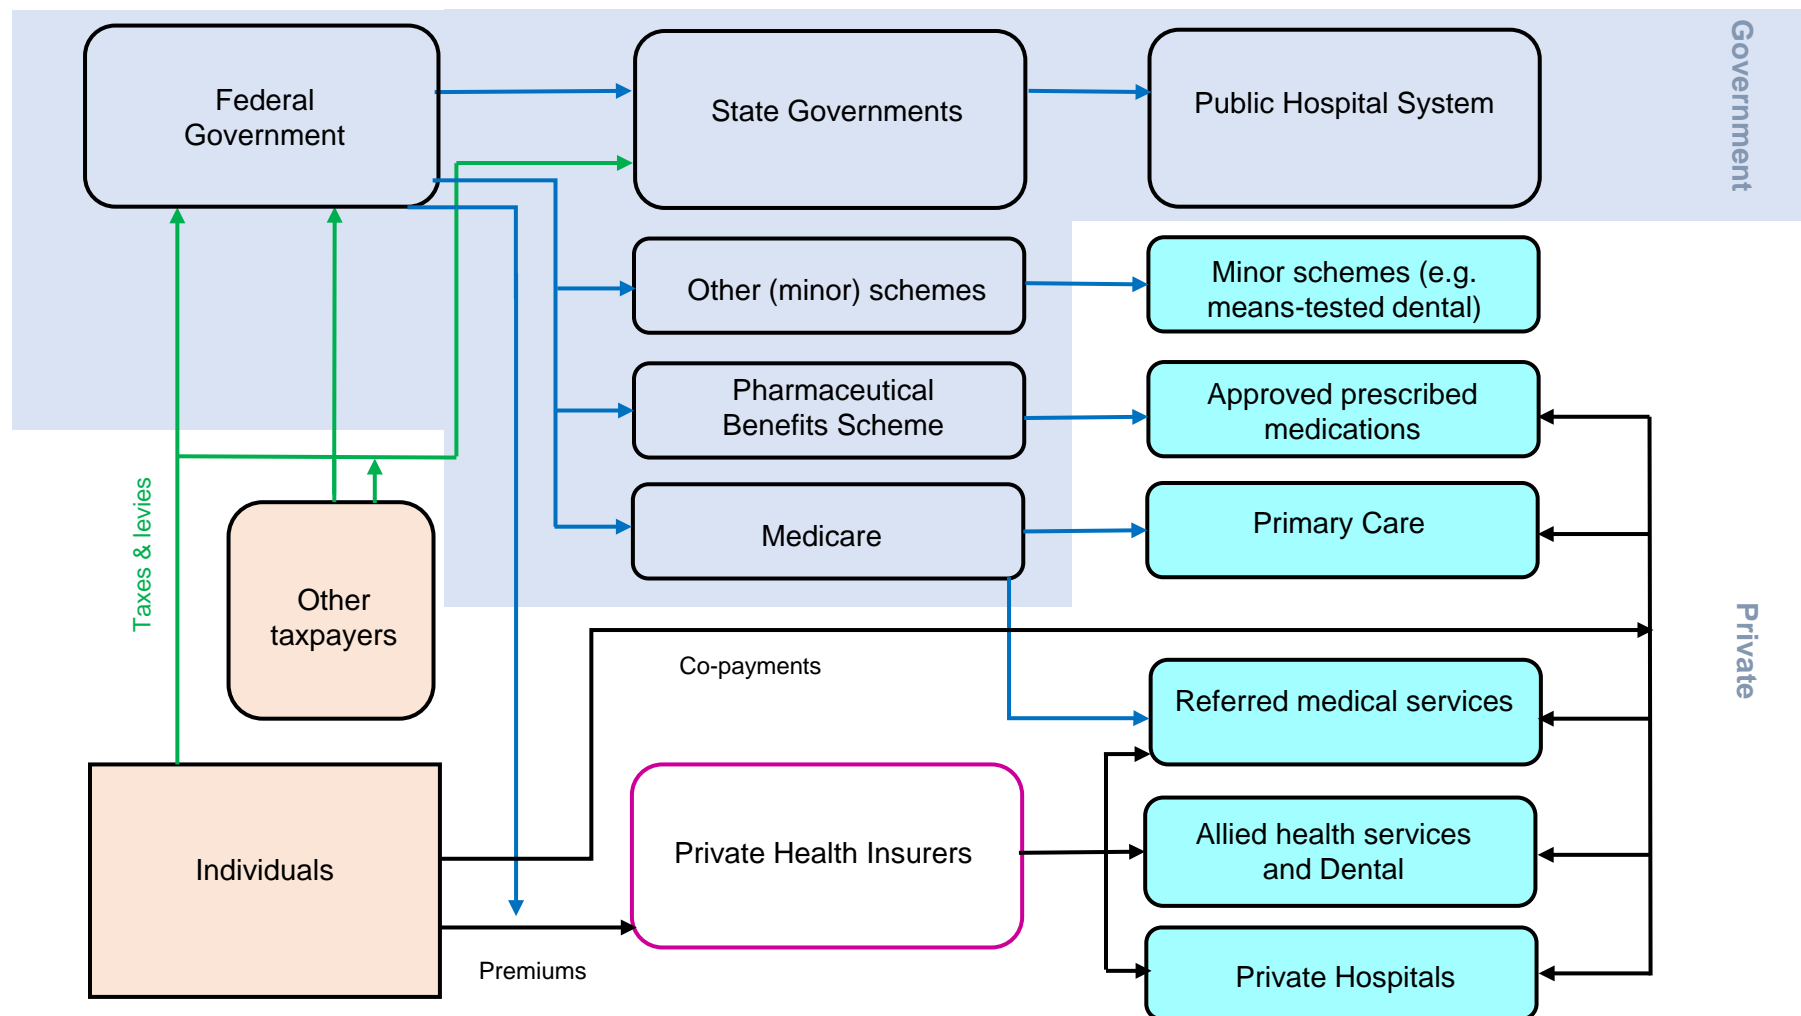 Federal
Government
State Governments
Public Hospital System
Government
Other (minor) schemes
Minor schemes (e.g.
means-tested dental)
Pharmaceutical
Benefits Scheme
Approved prescribed
medications
Taxes & levies
Medicare
Primary Care
Other
taxpayers
Co-payments
Private
Referred medical services
Individuals
Private Health Insurers
Allied health services
and Dental
Premiums
Private Hospitals